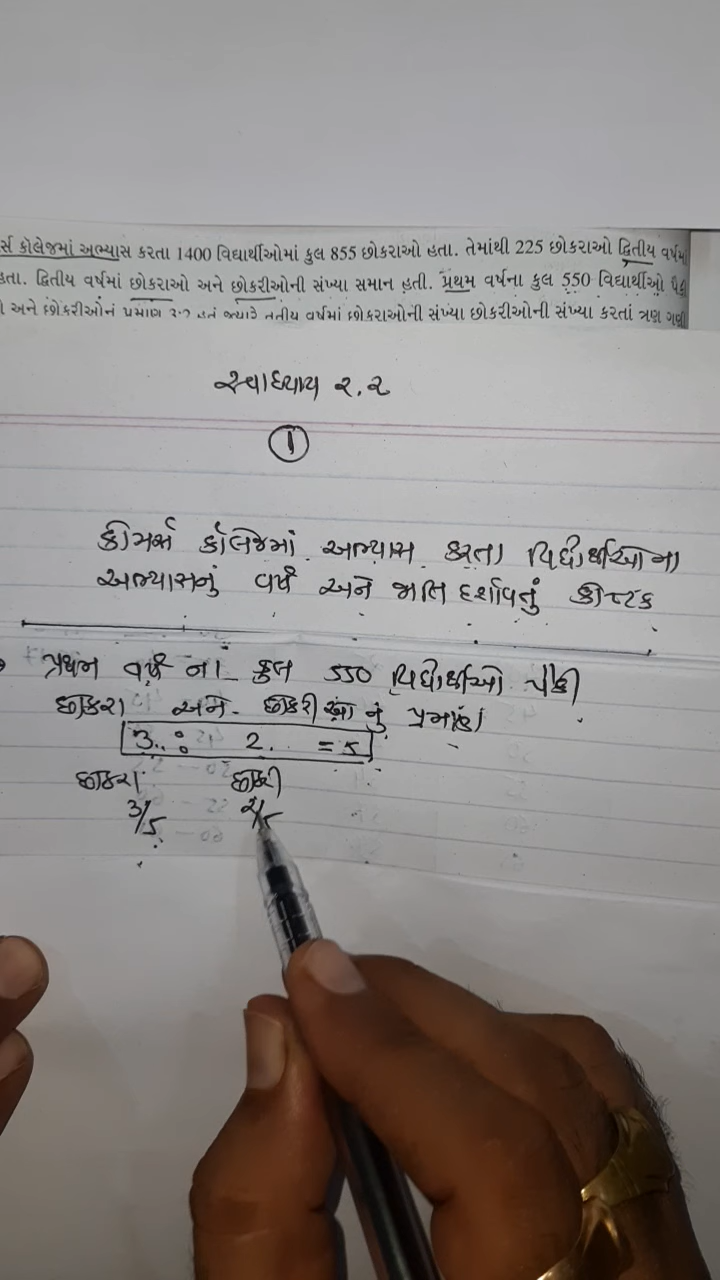 ર્સ કૉલેજમાં અભ્યાસ કરતા 1400 વિદ્યાર્થીઓમાં કુલ 855 છોકરાઓ હતા. તેમાંથી 225 છોકરાઓ દ્વિતીય વર્ષમાં
હતા. દ્વિતીય વર્ષમાં છોકરાઓ અને છોકરીઓની સંખ્યા સમાન હતી. પ્રથમ વર્ષના કુલ 550 વિદ્યાર્થીઓ પૈકી
અને છોકરીઓનું પ્રમાણ 3:2 હતું જ્યારે તૃતીય વર્ષમાં છોકરાઓની સંખ્યા છોકરીઓની સંખ્યા કરતાં ત્રણ ગણી
સ્વાધ્યાય ૨.૨
1
કોમર્સ કૉલેજમાં અભ્યાસ કરતા વિદ્યાર્થીઓના
અભ્યાસનું વર્ષ અને જાતિ દર્શાવતું કોષ્ટક
પ્રથમ વર્ષ ના કુલ 550 વિદ્યાર્થીઓ પૈકી
છોકરા અને છોકરીઓ નું પ્રમાણ
3 : 2 = 5
છોકરા છોકરી
3/5 2/5